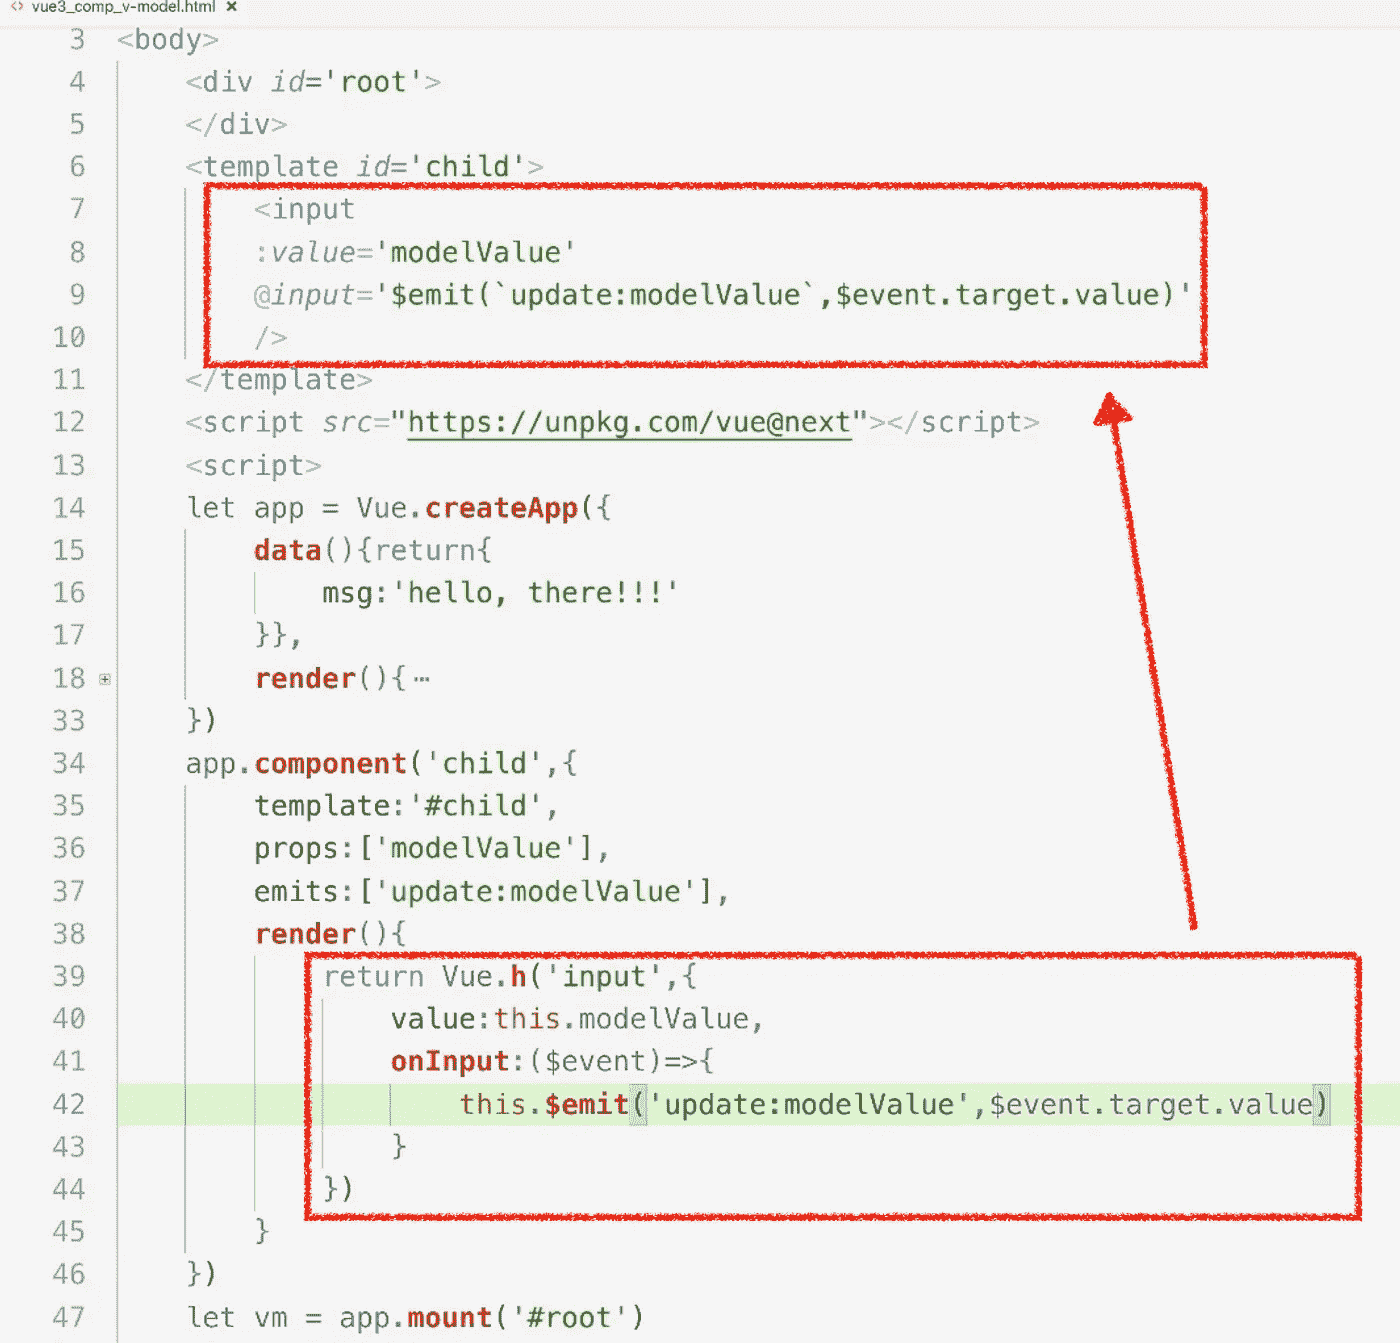 <> vue3_comp_v-model.html ×
3 <body>
4 <div id='root'>
5 </div>
6 <template id='child'>
7 <input
8 :value='modelValue'
9 @input='$emit(`update:modelValue`,$event.target.value)'
10 />
11 </template>
12 <script src="https://unpkg.com/vue@next"></script>
13 <script>
14 let app = Vue.createApp({
15 data(){return{
16 msg:'hello, there!!!'
17 }},
18 render(){⋯
33 })
34 app.component('child',{
35 template:'#child',
36 props:['modelValue'],
37 emits:['update:modelValue'],
38 render(){
39 return Vue.h('input',{
40 value:this.modelValue,
41 onInput:($event)=>{
42 this.$emit('update:modelValue',$event.target.value)
43 }
44 })
45 }
46 })
47 let vm = app.mount('#root')